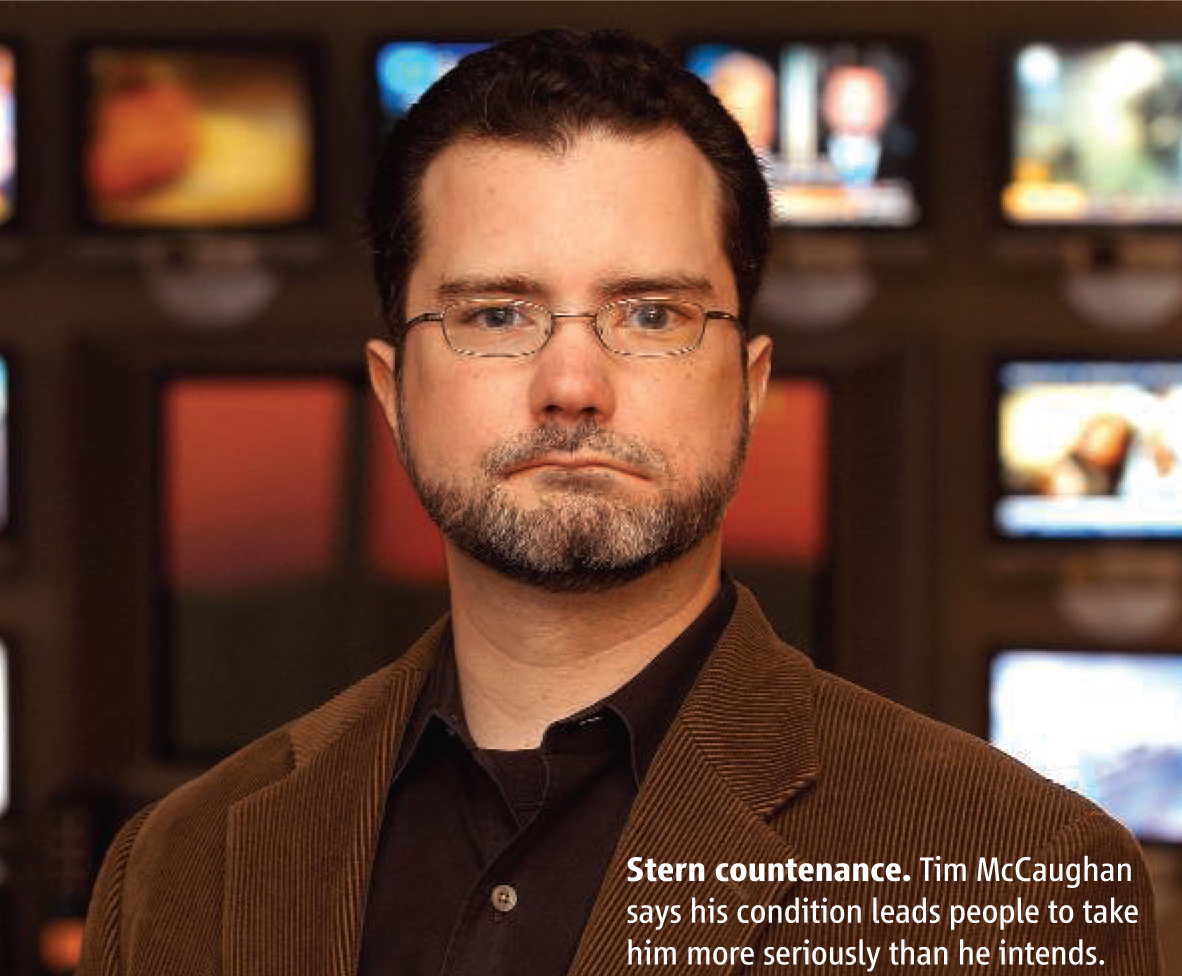 Stern countenance. Tim McCaughan
says his condition leads people to take
him more seriously than he intends.